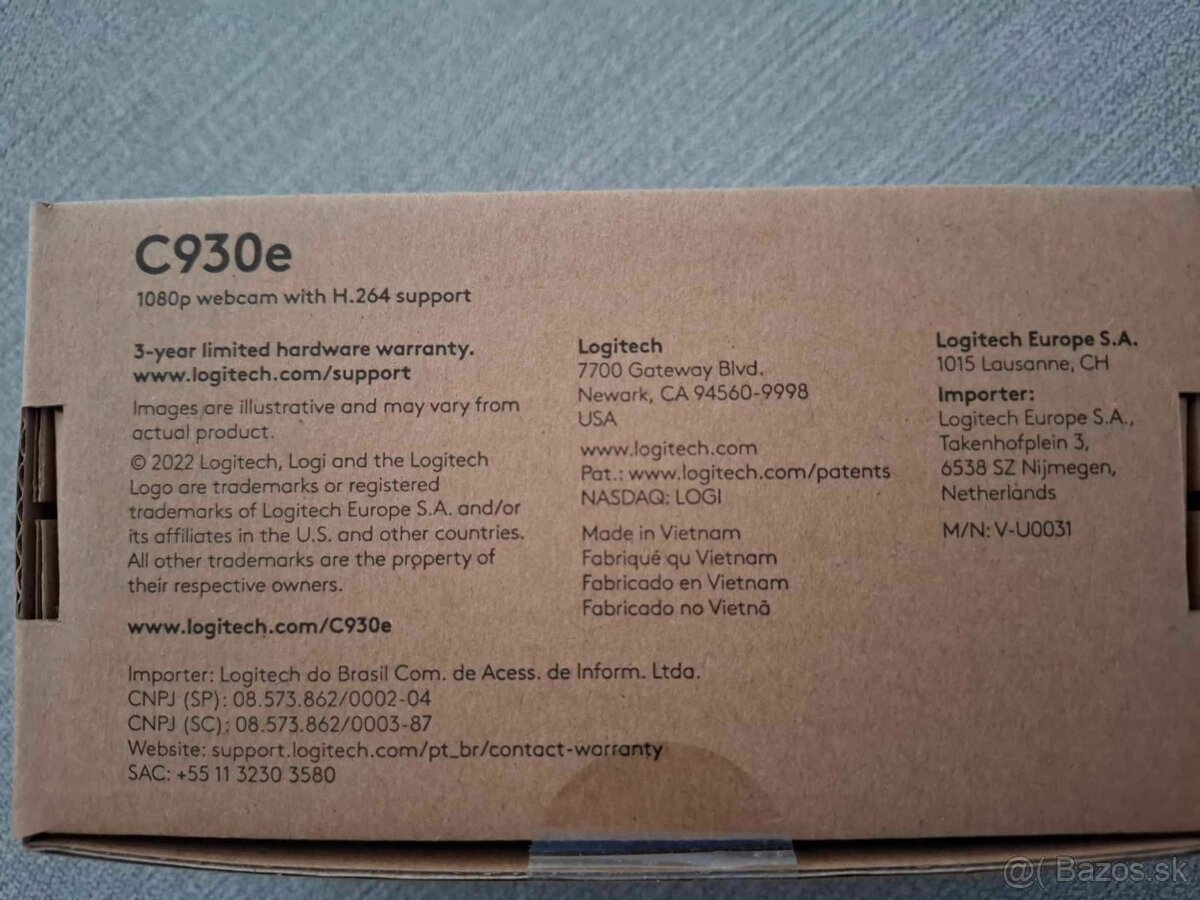 C930e
1080p webcam with H.264 support
3-year limited hardware warranty.
www.logitech.com/support
Images are illustrative and may vary from
actual product.
© 2022 Logitech, Logi and the Logitech
Logo are trademarks or registered
trademarks of Logitech Europe S.A. and/or
its affiliates in the U.S. and other countries.
All other trademarks are the property of
their respective owners.
www.logitech.com/C930e
Logitech
7700 Gateway Blvd.
Newark, CA 94560-9998
USA
www.logitech.com
Pat.: www.logitech.com/patents
NASDAQ: LOGI
Made in Vietnam
Fabriqué qu Vietnam
Fabricado en Vietnam
Fabricado no Vietnã
Logitech Europe S.A.
1015 Lausanne, CH
Importer:
Logitech Europe S.A.,
Takenhofplein 3,
6538 SZ Nijmegen,
Netherlands
M/N: V-U0031
Importer: Logitech do Brasil Com. de Acess. de Inform. Ltda.
CNPJ (SP): 08.573.862/0002-04
CNPJ (SC): 08.573.862/0003-87
Website: support.logitech.com/pt_br/contact-warranty
SAC: +55 11 3230 3580
@( Bazos.sk